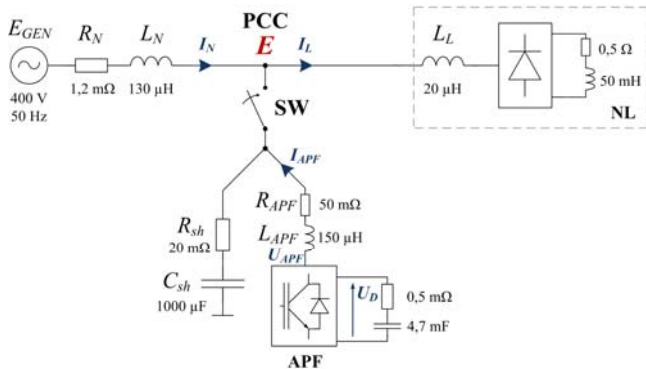 E_GEN
R_N
L_N
PCC
E
I_N
I_L
L_L
400 V
50 Hz
1,2 mΩ
130 µH
20 µH
0,5 Ω
50 mH
NL
SW
I_APF
R_APF
50 mΩ
R_sh
20 mΩ
L_APF
150 µH
U_APF
C_sh
1000 µF
U_D
0,5 mΩ
4,7 mF
APF